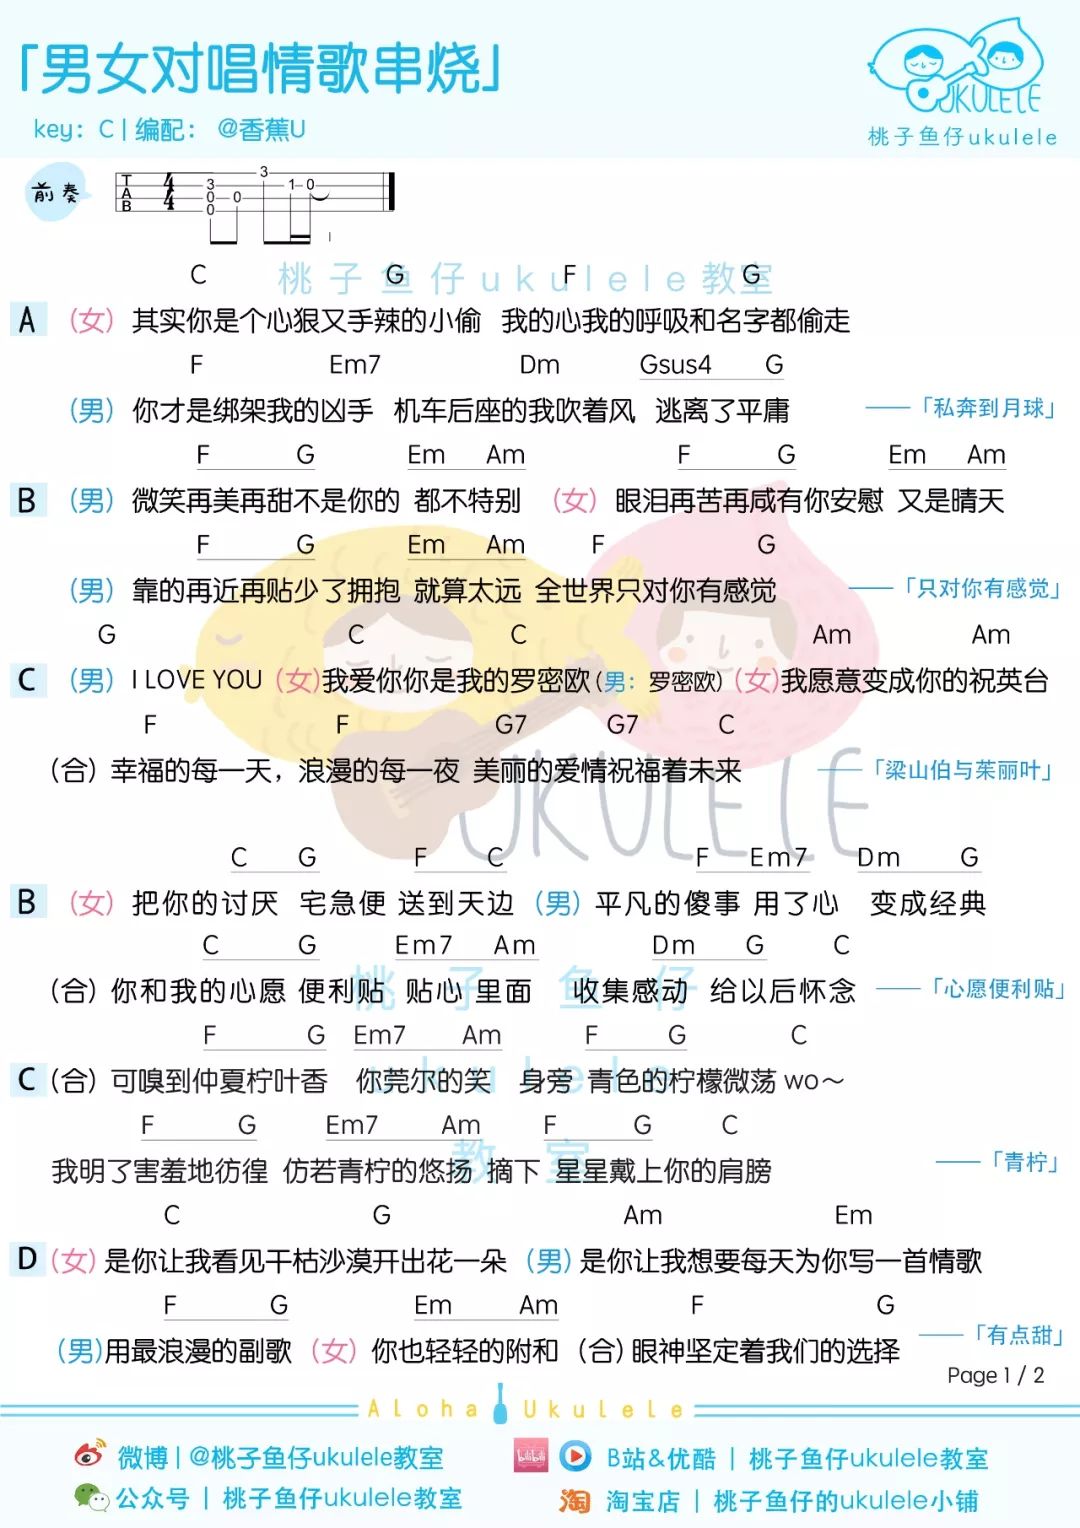 「男女对唱情歌串烧」
key：C | 编配： @香蕉U
UKULELE
桃子鱼仔ukulele
前奏
T A B 4 4 3 0 0 0 3 1 0
桃子鱼仔ukulele教室
C G F G
A （女） 其实你是个心狠又手辣的小偷 我的心我的呼吸和名字都偷走
F Em7 Dm Gsus4 G
（男） 你才是绑架我的凶手 机车后座的我吹着风 逃离了平庸 ——「私奔到月球」
F G Em Am F G Em Am
B （男） 微笑再美再甜不是你的 都不特别 （女） 眼泪再苦再咸有你安慰 又是晴天
F G Em Am F G
（男） 靠的再近再贴少了拥抱 就算太远 全世界只对你有感觉 ——「只对你有感觉」
G C C Am Am
C （男） I LOVE YOU （女)我爱你你是我的罗密欧(男：罗密欧)（女)我愿意变成你的祝英台
F F G7 G7 C
（合）幸福的每一天，浪漫的每一夜 美丽的爱情祝福着未来 ——「梁山伯与茱丽叶」
UKULELE
C G F C F Em7 Dm G
B （女） 把你的讨厌 宅急便 送到天边 （男） 平凡的傻事 用了心 变成经典
C G Em7 Am Dm G C
（合）你和我的心愿 便利贴 贴心里面 收集感动 给以后怀念 ——「心愿便利贴」
桃子鱼仔
F G Em7 Am F G C
ukulele
C （合）可嗅到仲夏柠叶香 你莞尔的笑 身旁 青色的柠檬微荡 wo～
F G Em7 Am F G C
教室
我明了害羞地彷徨 仿若青柠的悠扬 摘下 星星戴上你的肩膀 ——「青柠」
C G Am Em
D （女）是你让我看见干枯沙漠开出花一朵 （男）是你让我想要每天为你写一首情歌
F G Em Am F G
（男)用最浪漫的副歌 （女） 你也轻轻的附和 （合)眼神坚定着我们的选择 ——「有点甜」
Page 1 / 2
Aloha Ukulele
微博 | @桃子鱼仔ukulele教室
bilibili B站&优酷 | 桃子鱼仔ukulele教室
公众号 | 桃子鱼仔ukulele教室
淘 淘宝店 | 桃子鱼仔的ukulele小铺